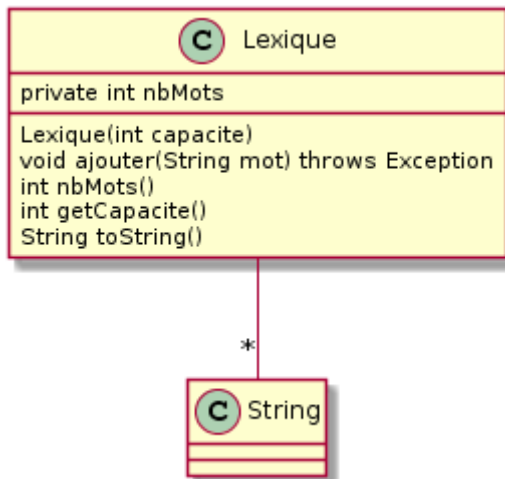 C Lexique
private int nbMots
Lexique(int capacite)
void ajouter(String mot) throws Exception
int nbMots()
int getCapacite()
String toString()
*
C String